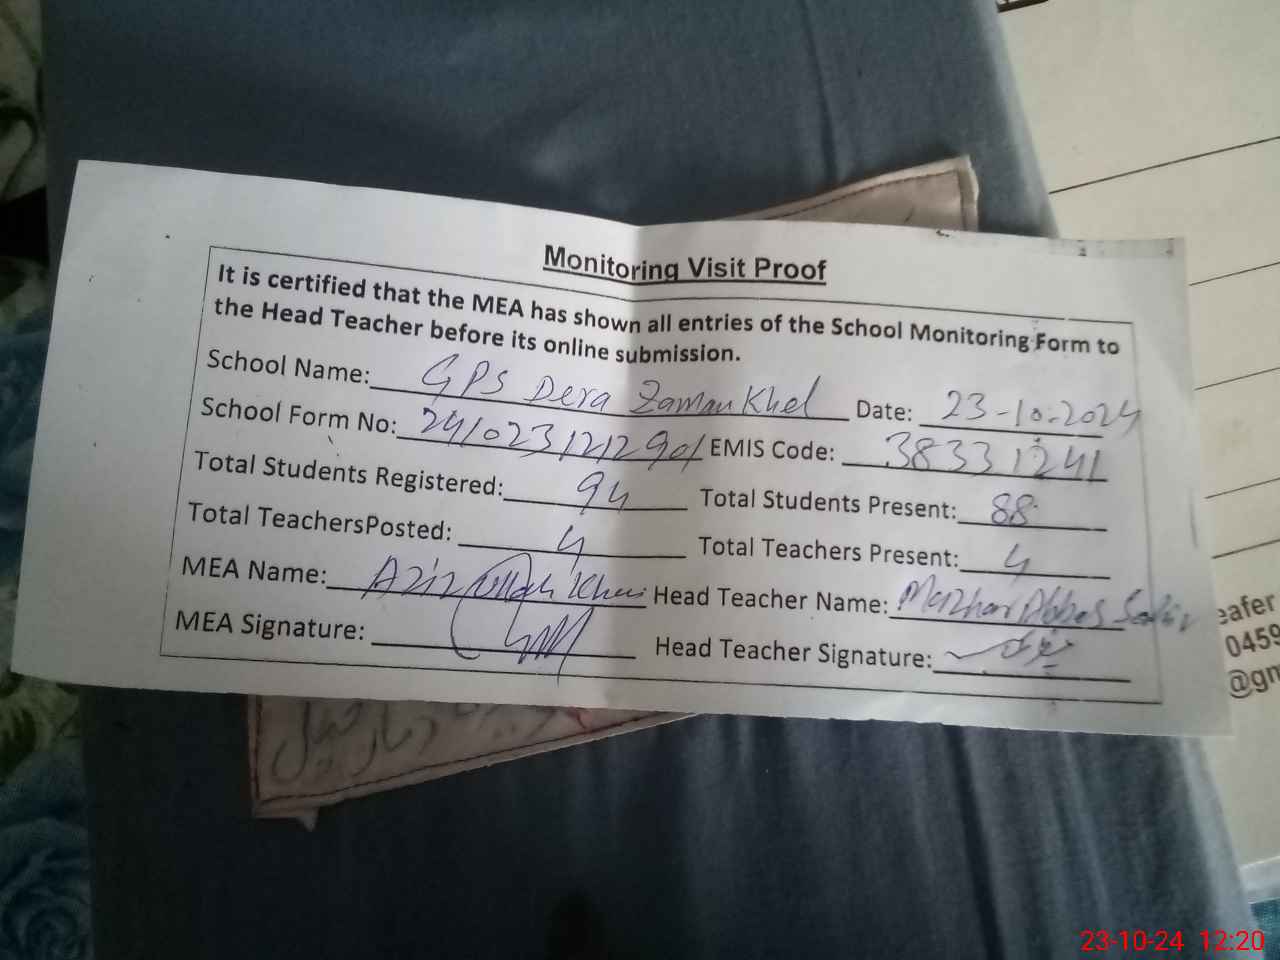 Monitoring Visit Proof
It is certified that the MEA has shown all entries of the School Monitoring Form to
the Head Teacher before its online submission.
School Name: GPS Dera Zaman Khel Date: 23-10-2024
School Form No: EMIS Code: 38331241
Total Students Registered: 94 Total Students Present: 88
Total TeachersPosted: 4 Total Teachers Present: 4
MEA Name: Aziz Ullah Khan Head Teacher Name: Mazhar Abbas
MEA Signature: Head Teacher Signature:
eafer
0459
@gm
23-10-24 12:20